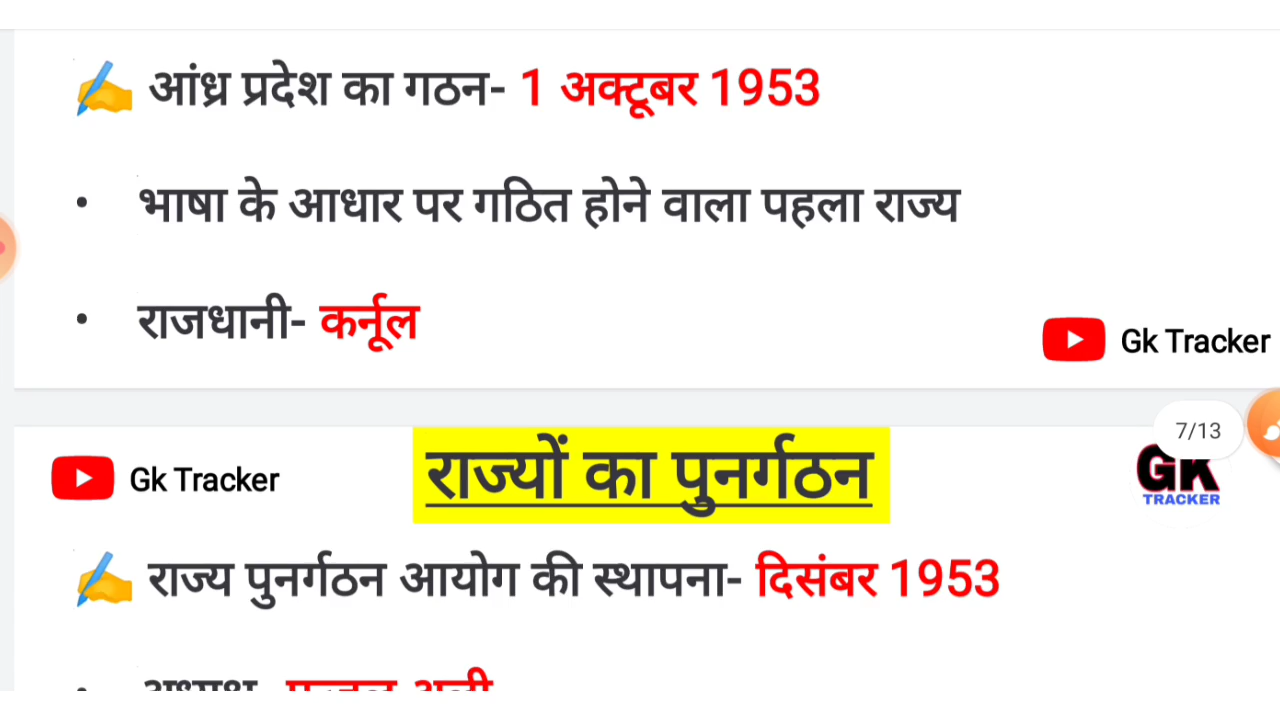 आंध्र प्रदेश का गठन- 1 अक्टूबर 1953
• भाषा के आधार पर गठित होने वाला पहला राज्य
• राजधानी- कर्नूल
Gk Tracker
7/13
Gk Tracker
राज्यों का पुनर्गठन
GK
TRACKER
राज्य पुनर्गठन आयोग की स्थापना- दिसंबर 1953